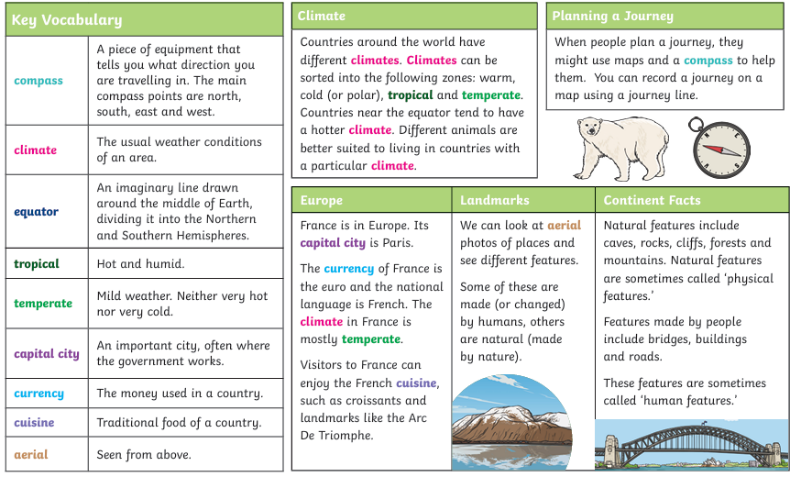 Key Vocabulary
compass
A piece of equipment that
tells you what direction you
are travelling in. The main
compass points are north,
south, east and west.
climate
The usual weather conditions
of an area.
equator
An imaginary line drawn
around the middle of Earth,
dividing it into the Northern
and Southern Hemispheres.
tropical
Hot and humid.
temperate
Mild weather. Neither very hot
nor very cold.
capital city
An important city, often where
the government works.
currency
The money used in a country.
cuisine
Traditional food of a country.
aerial
Seen from above.
Climate
Countries around the world have
different climates. Climates can be
sorted into the following zones: warm,
cold (or polar), tropical and temperate.
Countries near the equator tend to have
a hotter climate. Different animals are
better suited to living in countries with
a particular climate.
Planning a Journey
When people plan a journey, they
might use maps and a compass to help
them. You can record a journey on a
map using a journey line.
Europe
France is in Europe. Its
capital city is Paris.
The currency of France is
the euro and the national
language is French. The
climate in France is
mostly temperate.
Visitors to France can
enjoy the French cuisine,
such as croissants and
landmarks like the Arc
De Triomphe.
Landmarks
We can look at aerial
photos of places and
see different features.
Some of these are
made (or changed)
by humans, others
are natural (made
by nature).
Continent Facts
Natural features include
caves, rocks, cliffs, forests and
mountains. Natural features
are sometimes called ‘physical
features.’
Features made by people
include bridges, buildings
and roads.
These features are sometimes
called ‘human features.’